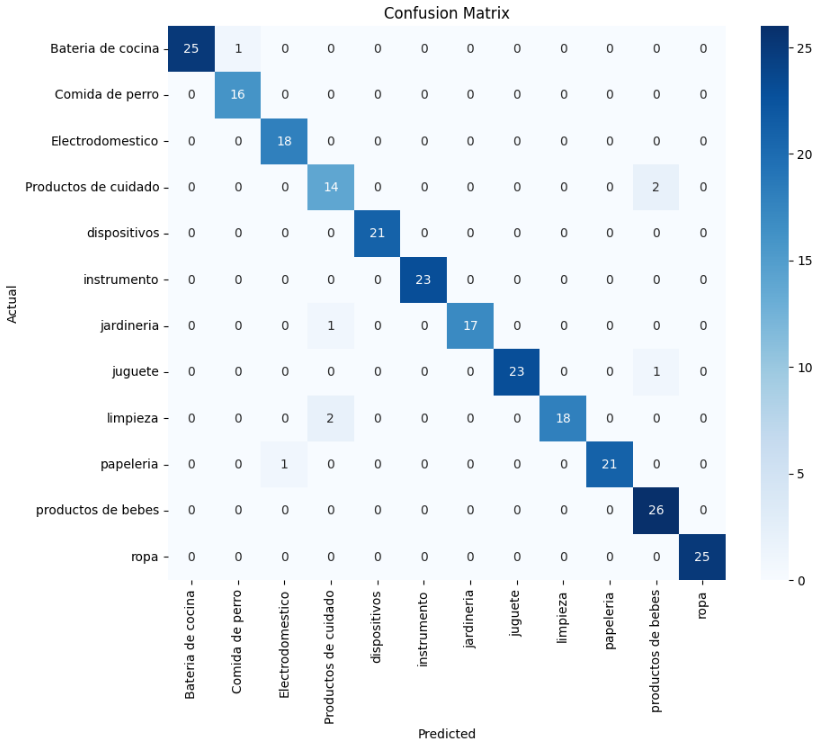 Confusion Matrix
Bateria de cocina 25 1 0 0 0 0 0 0 0 0 0 0
Comida de perro 0 16 0 0 0 0 0 0 0 0 0 0
Electrodomestico 0 0 18 0 0 0 0 0 0 0 0 0
Productos de cuidado 0 0 0 14 0 0 0 0 0 0 2 0
dispositivos 0 0 0 0 21 0 0 0 0 0 0 0
instrumento 0 0 0 0 0 23 0 0 0 0 0 0
jardineria 0 0 0 1 0 0 17 0 0 0 0 0
juguete 0 0 0 0 0 0 0 23 0 0 1 0
limpieza 0 0 0 2 0 0 0 0 18 0 0 0
papeleria 0 0 1 0 0 0 0 0 0 21 0 0
productos de bebes 0 0 0 0 0 0 0 0 0 0 26 0
ropa 0 0 0 0 0 0 0 0 0 0 0 25
Actual
Bateria de cocina
Comida de perro
Electrodomestico
Productos de cuidado
dispositivos
instrumento
jardineria
juguete
limpieza
papeleria
productos de bebes
ropa
Predicted
25
20
15
10
5
0